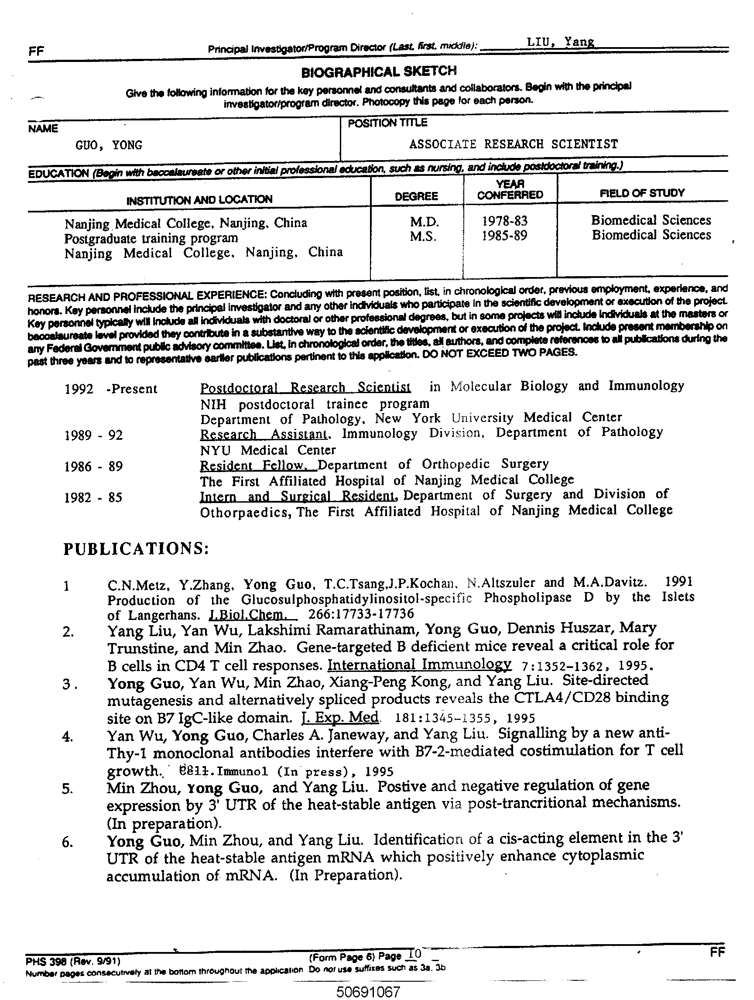 FF Principal Investigator/Program Director (Last, first, middle): LIU, Yang
BIOGRAPHICAL SKETCH
Give the following information for the key personnel and consultants and collaborators. Begin with the principal
investigator/program director. Photocopy this page for each person.
NAME POSITION TITLE
GUO, YONG ASSOCIATE RESEARCH SCIENTIST
EDUCATION (Begin with baccalaureate or other initial professional education, such as nursing, and include postdoctoral training.)
INSTITUTION AND LOCATION DEGREE YEAR CONFERRED FIELD OF STUDY
Nanjing Medical College, Nanjing, China M.D. 1978-83 Biomedical Sciences
Postgraduate training program M.S. 1985-89 Biomedical Sciences
Nanjing Medical College, Nanjing, China
RESEARCH AND PROFESSIONAL EXPERIENCE: Concluding with present position, list, in chronological order, previous employment, experience, and
honors. Key personnel include the principal investigator and any other individuals who participate in the scientific development or execution of the project.
Key personnel typically will include all individuals with doctoral or other professional degrees, but in some projects will include individuals at the masters or
baccalaureate level provided they contribute in a substantive way to the scientific development or execution of the project. Include present membership on
any Federal Government public advisory committee. List, in chronological order, the titles, all authors, and complete references to all publications during the
past three years and to representative earlier publications pertinent to this application. DO NOT EXCEED TWO PAGES.
1992 -Present Postdoctoral Research Scientist in Molecular Biology and Immunology
NIH postdoctoral trainee program
Department of Pathology, New York University Medical Center
1989 - 92 Research Assistant, Immunology Division, Department of Pathology
NYU Medical Center
1986 - 89 Resident Fellow, Department of Orthopedic Surgery
The First Affiliated Hospital of Nanjing Medical College
1982 - 85 Intern and Surgical Resident, Department of Surgery and Division of
Othorpaedics, The First Affiliated Hospital of Nanjing Medical College
PUBLICATIONS:
1 C.N.Metz, Y.Zhang, Yong Guo, T.C.Tsang,J.P.Kochan, N.Altszuler and M.A.Davitz. 1991
Production of the Glucosulphosphatidylinositol-specific Phospholipase D by the Islets
of Langerhans. J.Biol.Chem. 266:17733-17736
2. Yang Liu, Yan Wu, Lakshimi Ramarathinam, Yong Guo, Dennis Huszar, Mary
Trunstine, and Min Zhao. Gene-targeted B deficient mice reveal a critical role for
B cells in CD4 T cell responses. International Immunology 7:1352-1362, 1995.
3. Yong Guo, Yan Wu, Min Zhao, Xiang-Peng Kong, and Yang Liu. Site-directed
mutagenesis and alternatively spliced products reveals the CTLA4/CD28 binding
site on B7 IgC-like domain. J. Exp. Med. 181:1345-1355, 1995
4. Yan Wu, Yong Guo, Charles A. Janeway, and Yang Liu. Signalling by a new anti-
Thy-1 monoclonal antibodies interfere with B7-2-mediated costimulation for T cell
growth. Immunol (In press), 1995
5. Min Zhou, Yong Guo, and Yang Liu. Postive and negative regulation of gene
expression by 3' UTR of the heat-stable antigen via post-trancritional mechanisms.
(In preparation).
6. Yong Guo, Min Zhou, and Yang Liu. Identification of a cis-acting element in the 3'
UTR of the heat-stable antigen mRNA which positively enhance cytoplasmic
accumulation of mRNA. (In Preparation).
PHS 398 (Rev. 9/91) (Form Page 6) Page 10 FF
Number pages consecutively at the bottom throughout the application. Do not use suffixes such as 3a, 3b
50691067